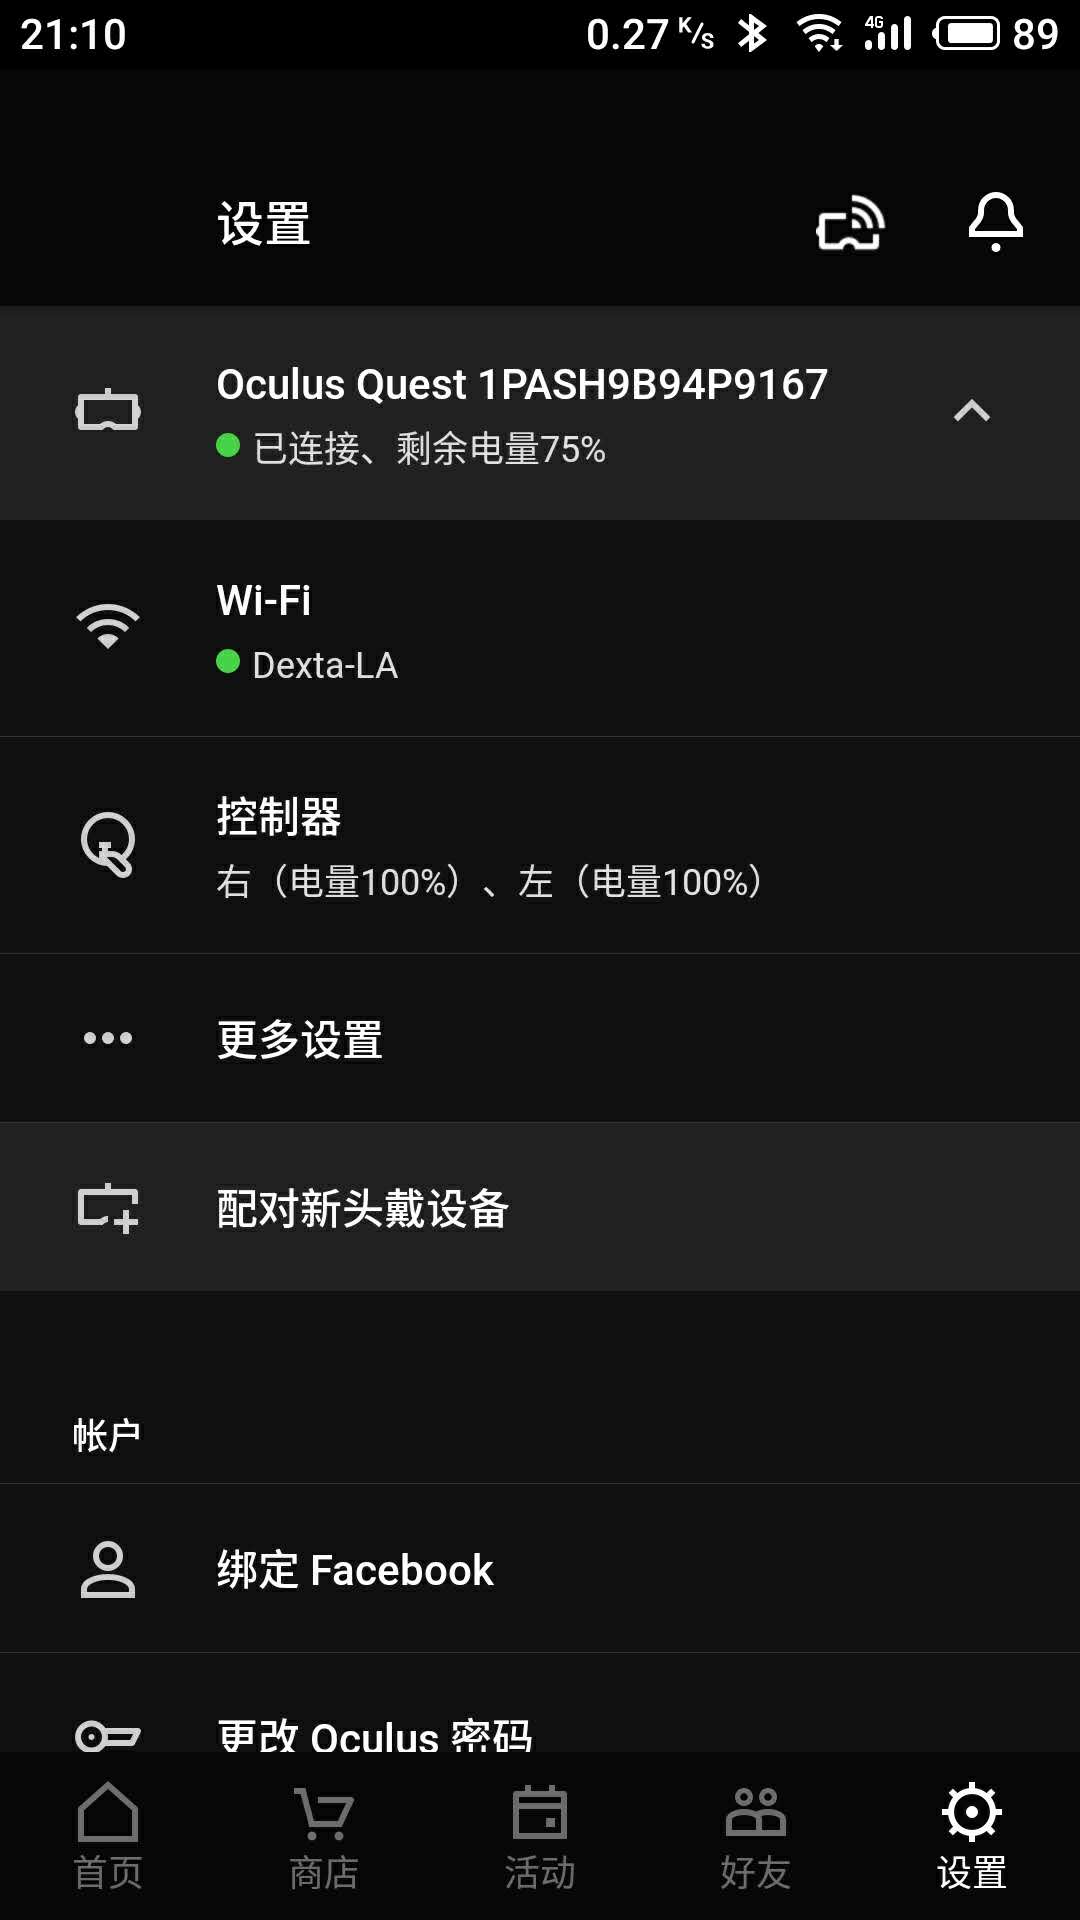 21:10 0.27 K/s 4G 89
设置
Oculus Quest 1PASH9B94P9167
已连接、剩余电量75%
Wi-Fi
Dexta-LA
控制器
右（电量100%）、左（电量100%）
更多设置
配对新头戴设备
帐户
绑定 Facebook
更改 Oculus 密码
首页 商店 活动 好友 设置